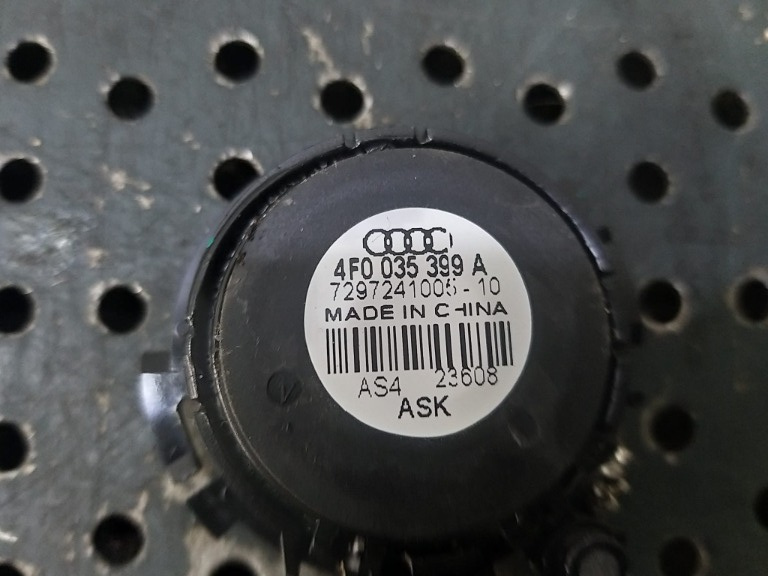 4F0 035 399 A
7297241005 - 10
MADE IN CHINA
AS4 23608
ASK